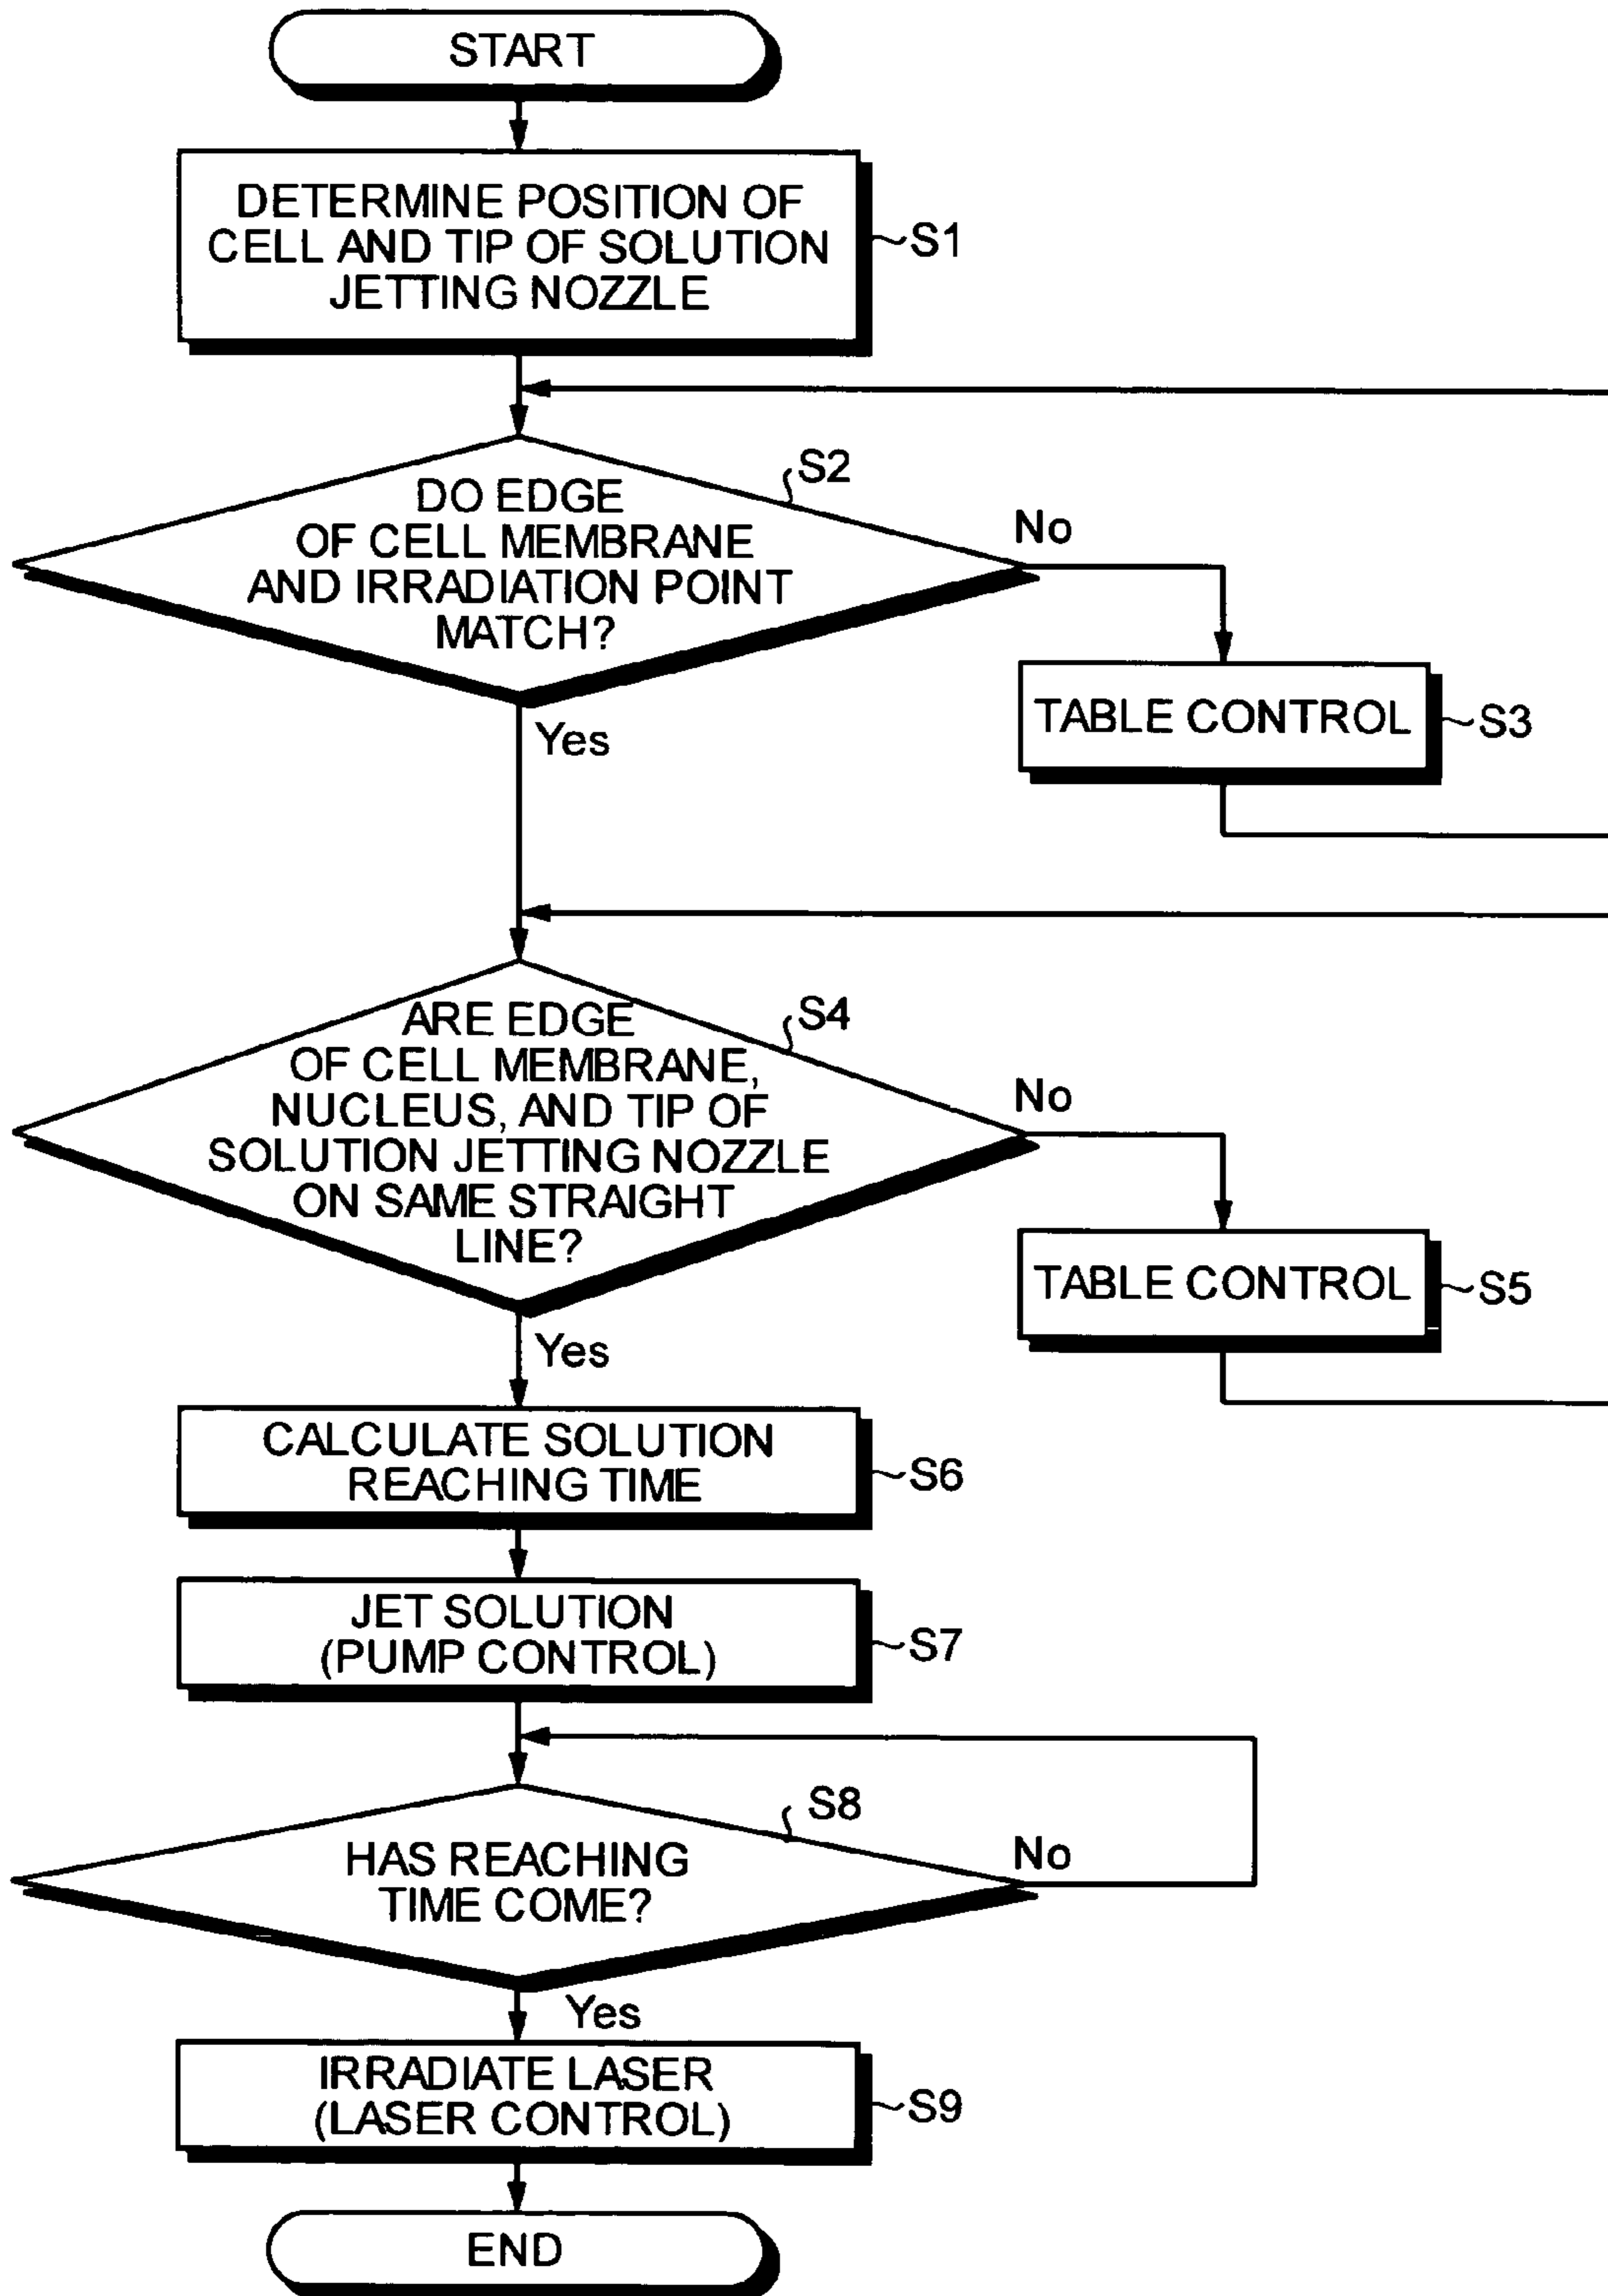 START
DETERMINE POSITION OF
CELL AND TIP OF SOLUTION
JETTING NOZZLE
S1
S2
DO EDGE
OF CELL MEMBRANE
AND IRRADIATION POINT
MATCH?
No
Yes
TABLE CONTROL
S3
S4
ARE EDGE
OF CELL MEMBRANE,
NUCLEUS, AND TIP OF
SOLUTION JETTING NOZZLE
ON SAME STRAIGHT
LINE?
No
Yes
TABLE CONTROL
S5
CALCULATE SOLUTION
REACHING TIME
S6
JET SOLUTION
(PUMP CONTROL)
S7
S8
HAS REACHING
TIME COME?
No
Yes
IRRADIATE LASER
(LASER CONTROL)
S9
END